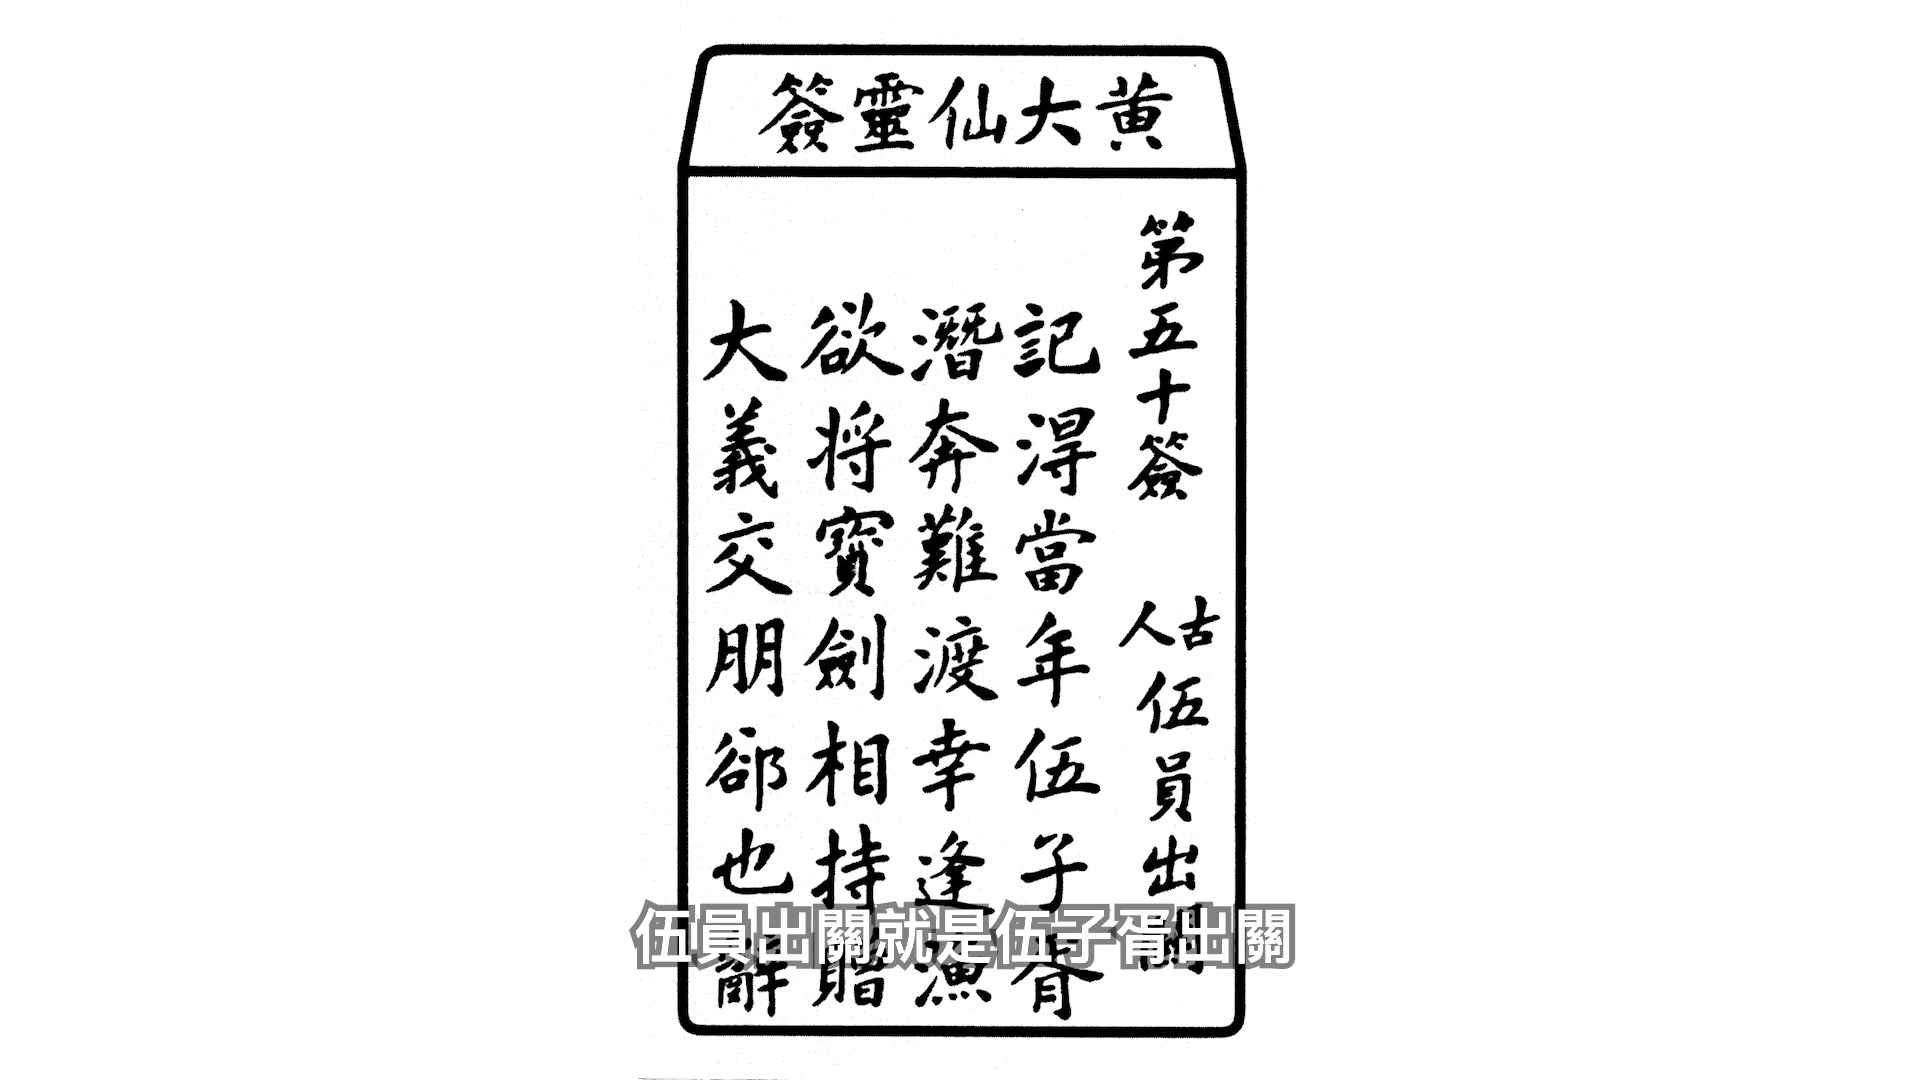 黃大仙靈簽
第五十簽 古人 伍員出關
記得當年伍子胥
潛奔難渡幸逢漁
欲將寶劍相持贈
大義交朋卻也辭
伍員出關就是伍子胥出關